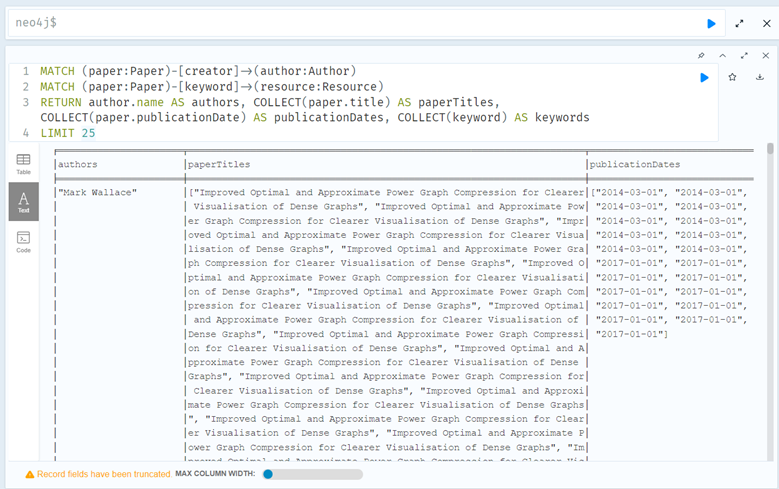 neo4j$
1 MATCH (paper:Paper)-[creator]→(author:Author)
2 MATCH (paper:Paper)-[keyword]→(resource:Resource)
3 RETURN author.name AS authors, COLLECT(paper.title) AS paperTitles,
COLLECT(paper.publicationDate) AS publicationDates, COLLECT(keyword) AS keywords
4 LIMIT 25
Table
Text
Code
authors paperTitles publicationDates
"Mark Wallace" ["Improved Optimal and Approximate Power Graph Compression for Clearer ["2014-03-01", "2014-03-01",
Visualisation of Dense Graphs", "Improved Optimal and Approximate Pow "2014-03-01", "2014-03-01",
er Graph Compression for Clearer Visualisation of Dense Graphs", "Impr "2014-03-01", "2014-03-01",
oved Optimal and Approximate Power Graph Compression for Clearer Visua "2014-03-01", "2014-03-01",
lisation of Dense Graphs", "Improved Optimal and Approximate Power Gra "2014-03-01", "2014-03-01",
ph Compression for Clearer Visualisation of Dense Graphs", "Improved O "2017-01-01", "2017-01-01",
ptimal and Approximate Power Graph Compression for Clearer Visualisati "2017-01-01", "2017-01-01",
on of Dense Graphs", "Improved Optimal and Approximate Power Graph Com "2017-01-01", "2017-01-01",
pression for Clearer Visualisation of Dense Graphs", "Improved Optimal "2017-01-01", "2017-01-01",
and Approximate Power Graph Compression for Clearer Visualisation of "2017-01-01", "2017-01-01",
Dense Graphs", "Improved Optimal and Approximate Power Graph Compressi "2017-01-01"]
on for Clearer Visualisation of Dense Graphs", "Improved Optimal and A
pproximate Power Graph Compression for Clearer Visualisation of Dense
Graphs", "Improved Optimal and Approximate Power Graph Compression for
Clearer Visualisation of Dense Graphs", "Improved Optimal and Approxi
mate Power Graph Compression for Clearer Visualisation of Dense Graphs
", "Improved Optimal and Approximate Power Graph Compression for Clear
er Visualisation of Dense Graphs", "Improved Optimal and Approximate P
ower Graph Compression for Clearer Visualisation of Dense Graphs", "Im
proved Optimal and Approximate Power Graph Compression for Clearer Vis
Record fields have been truncated. MAX COLUMN WIDTH: